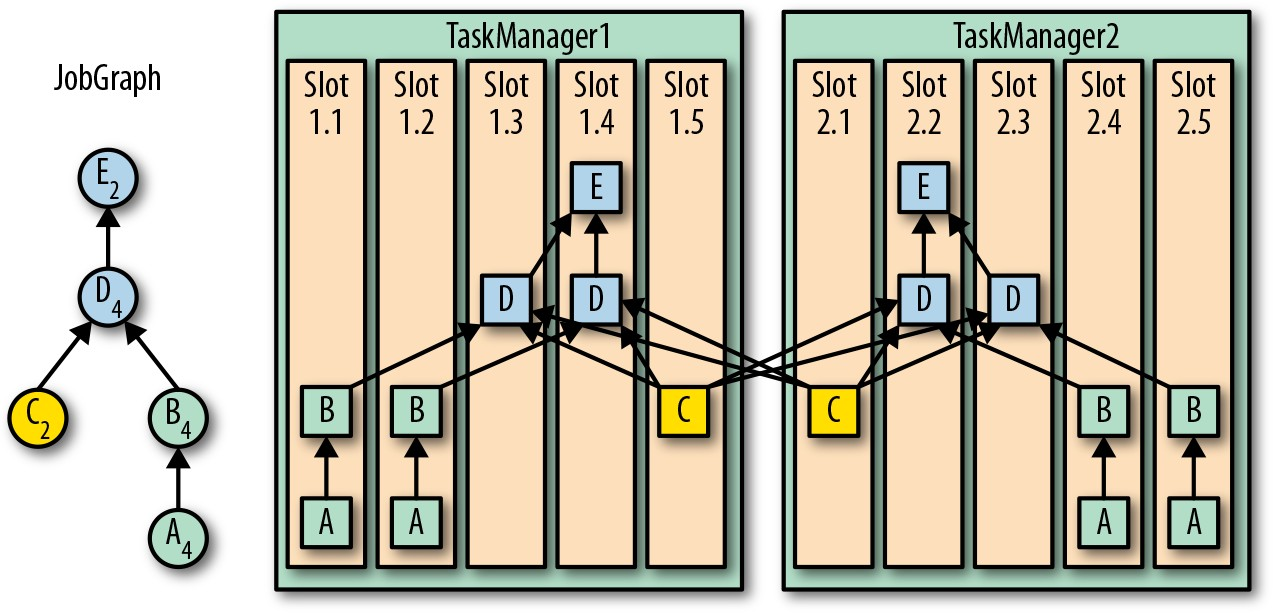 JobGraph
E2
D4
C2
B4
A4
TaskManager1
Slot 1.1
Slot 1.2
Slot 1.3
Slot 1.4
Slot 1.5
E
D
D
B
B
C
A
A
TaskManager2
Slot 2.1
Slot 2.2
Slot 2.3
Slot 2.4
Slot 2.5
E
D
D
C
B
B
A
A